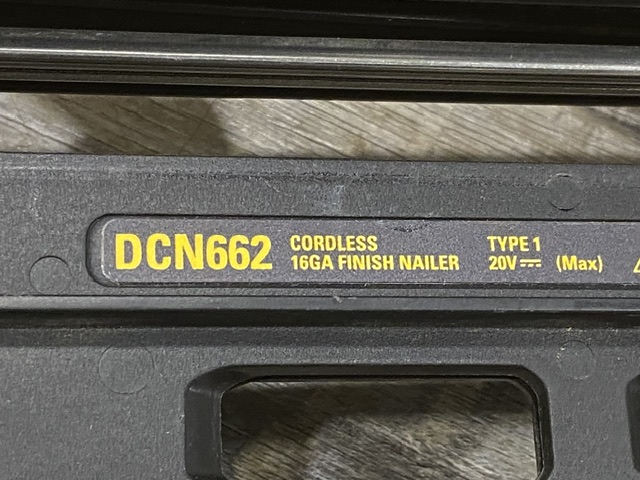 DCN662
CORDLESS
16GA FINISH NAILER
TYPE 1
20V⎓ (Max)